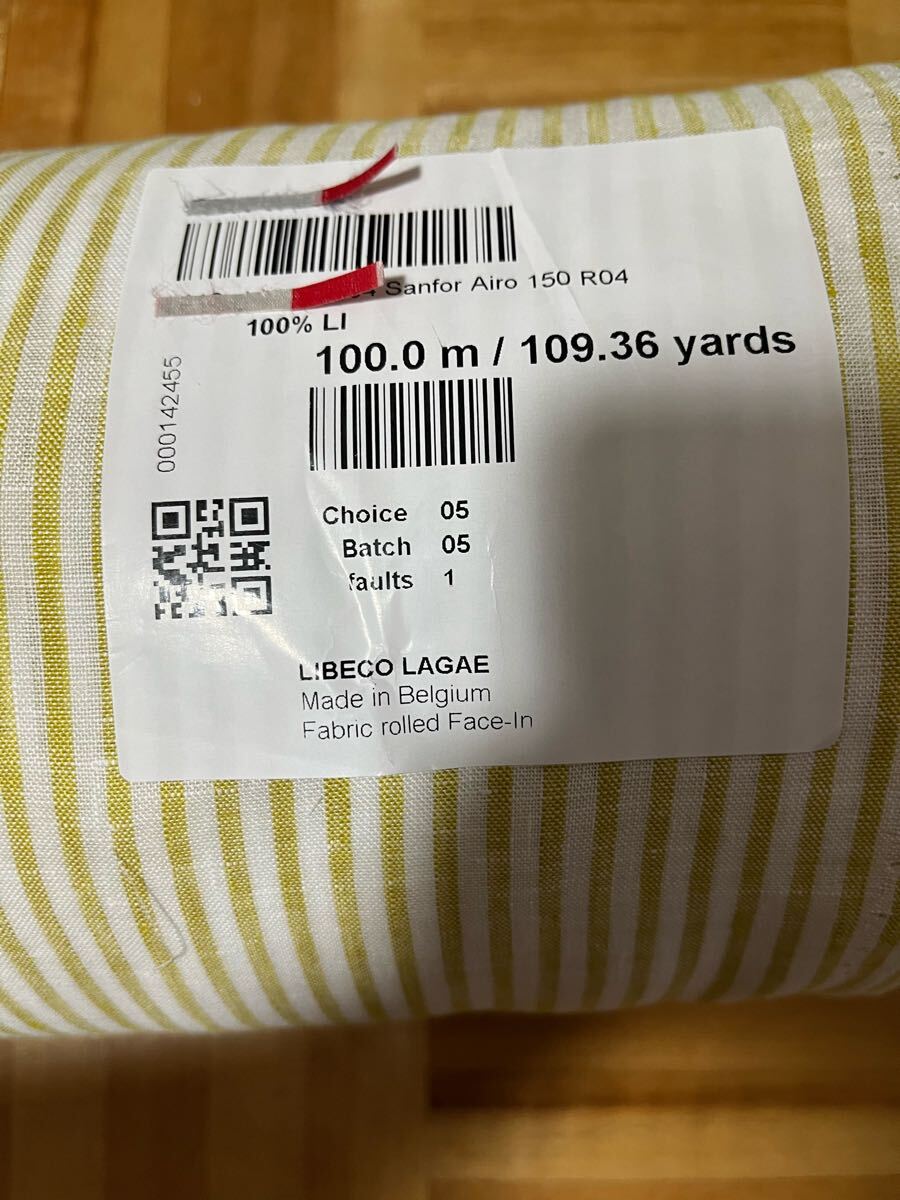 Sanfor Airo 150 R04
100% LI
100.0 m / 109.36 yards
000142455
Choice 05
Batch 05
faults 1
LIBECO LAGAE
Made in Belgium
Fabric rolled Face-In